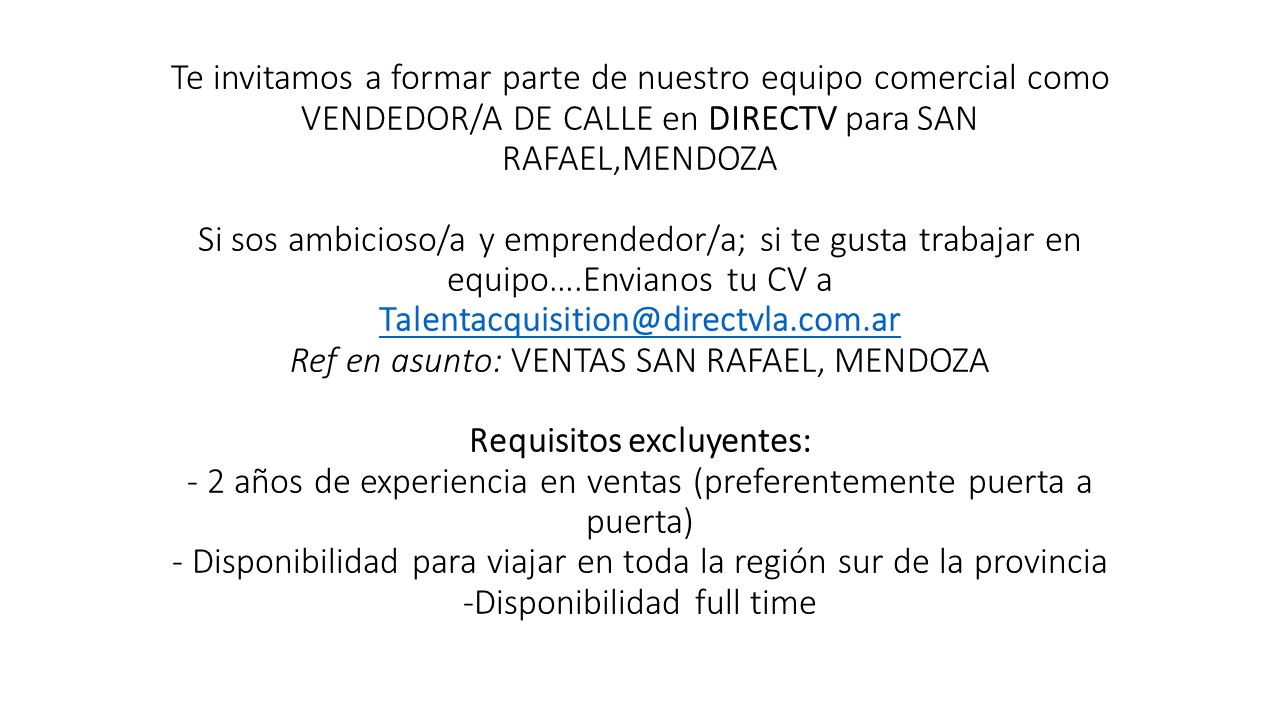 Te invitamos a formar parte de nuestro equipo comercial como
VENDEDOR/A DE CALLE en DIRECTV para SAN
RAFAEL,MENDOZA
Si sos ambicioso/a y emprendedor/a; si te gusta trabajar en
equipo....Envianos tu CV a
Talentacquisition@directvla.com.ar
Ref en asunto: VENTAS SAN RAFAEL, MENDOZA
Requisitos excluyentes:
- 2 años de experiencia en ventas (preferentemente puerta a
puerta)
- Disponibilidad para viajar en toda la región sur de la provincia
-Disponibilidad full time